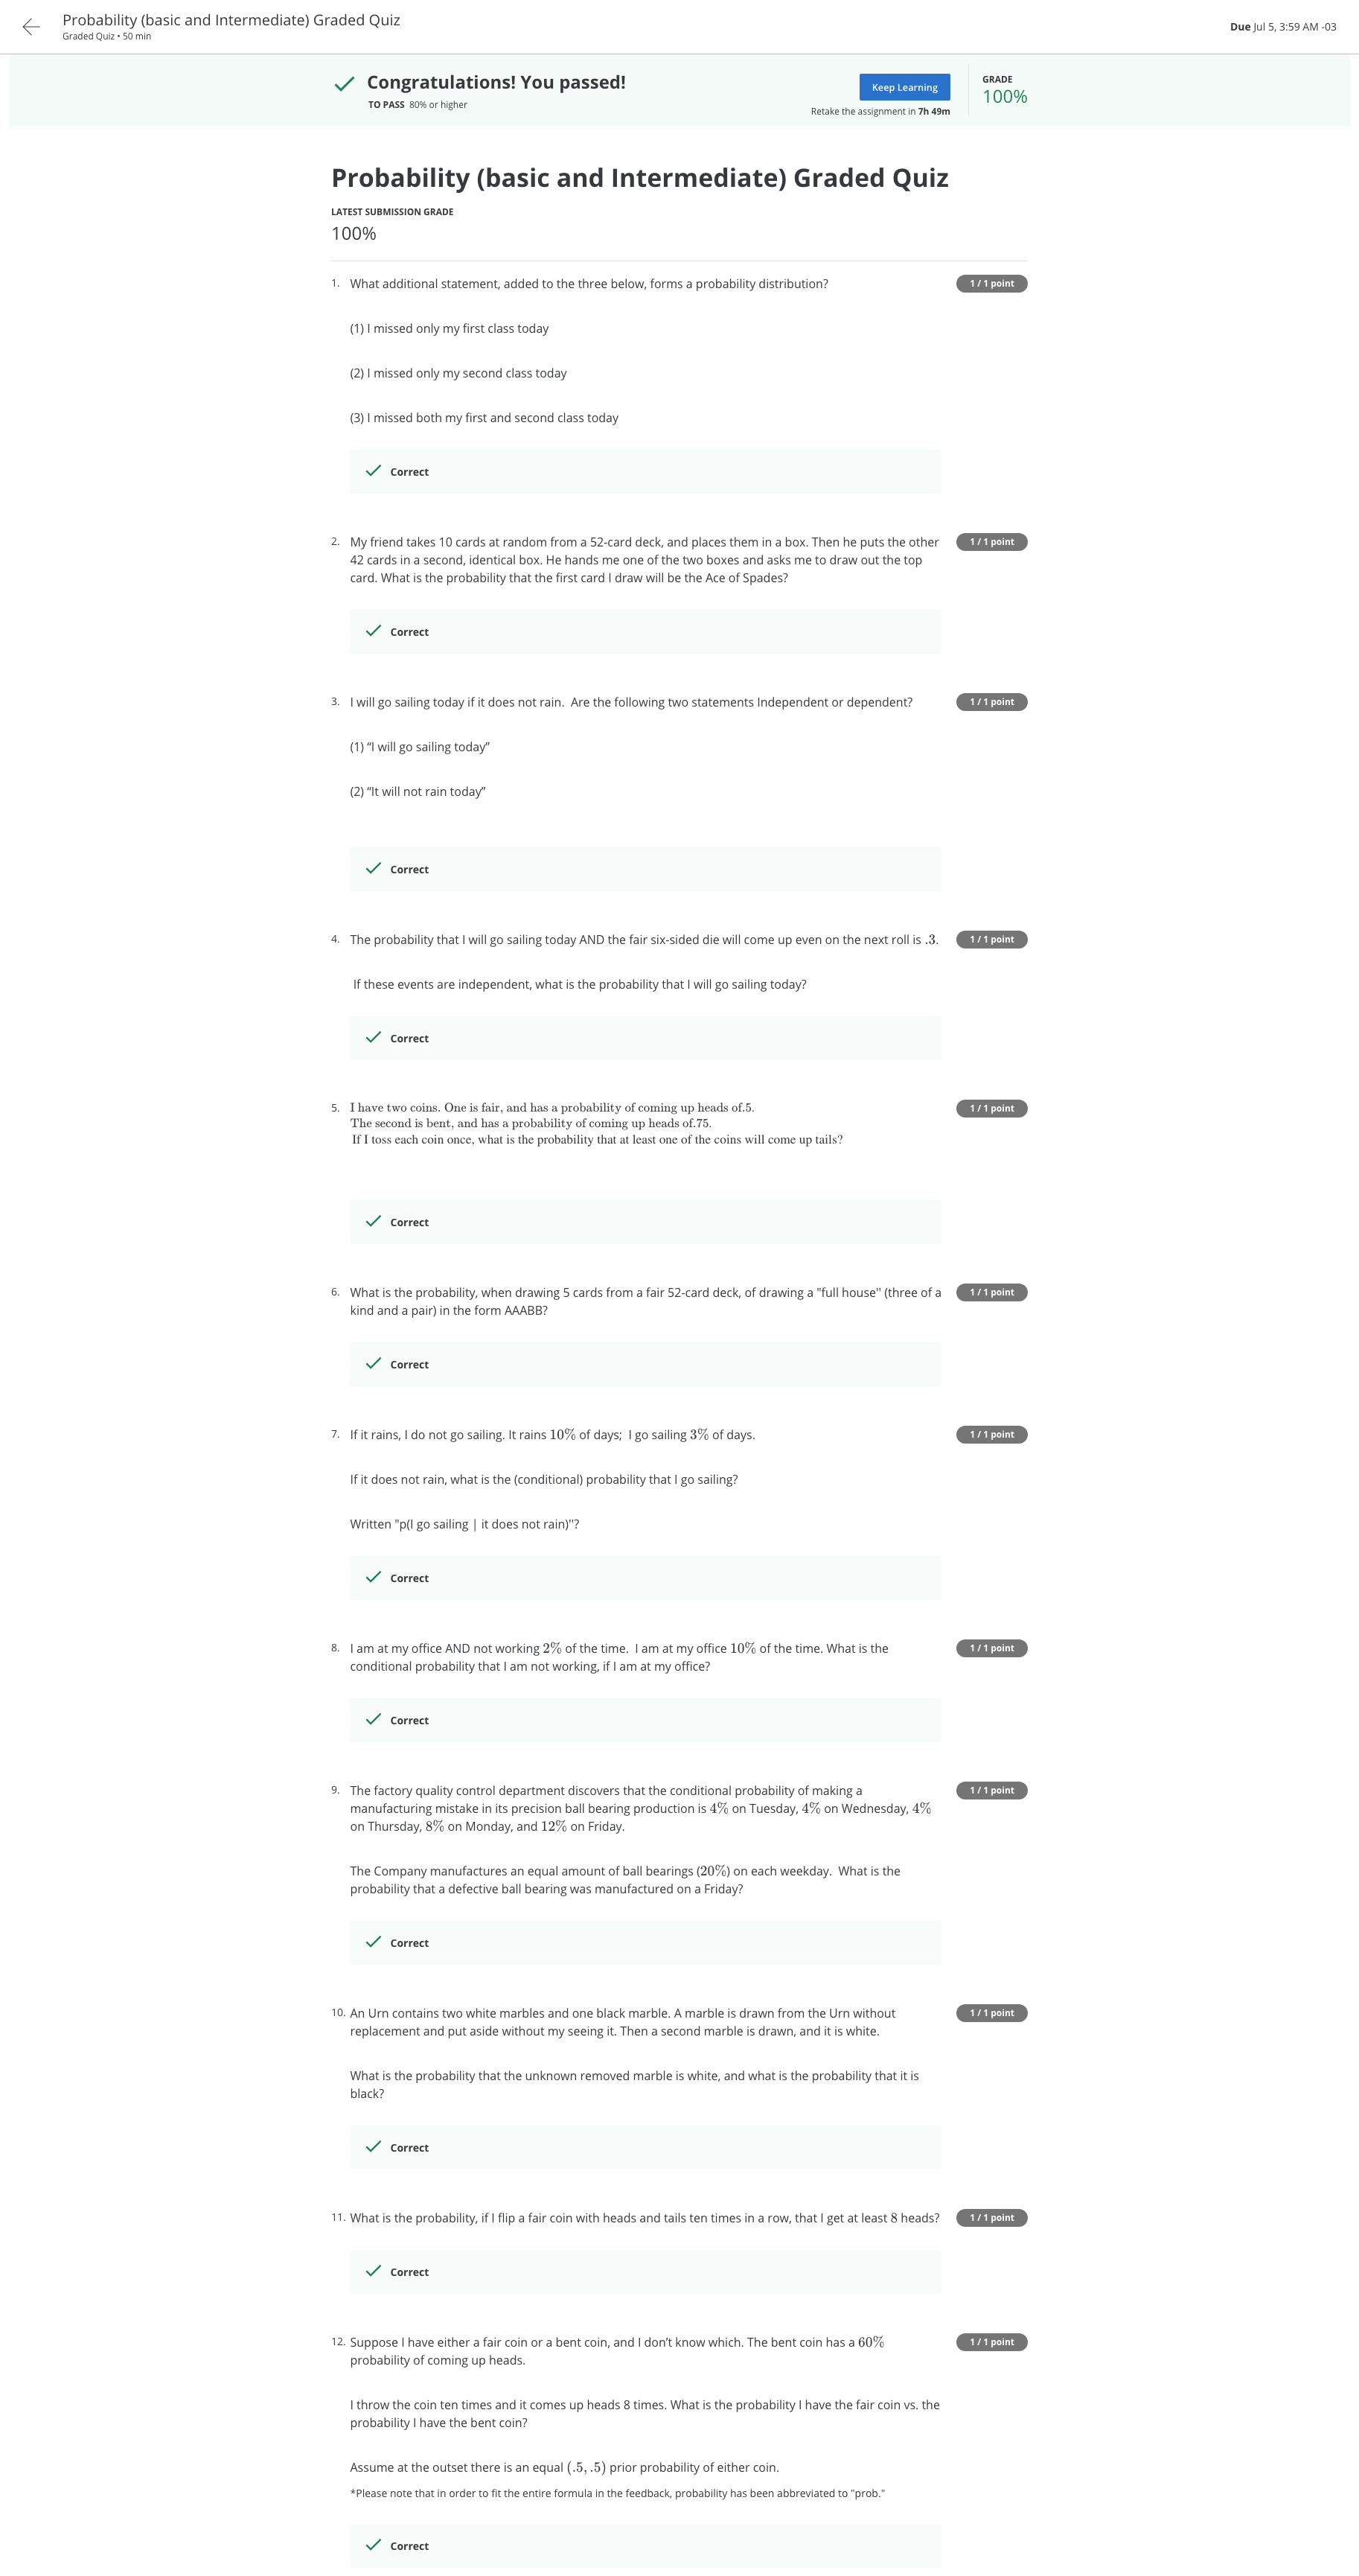 Probability (basic and Intermediate) Graded Quiz
Graded Quiz • 50 min
Due Jul 5, 3:59 AM -03
Congratulations! You passed!
TO PASS 80% or higher
Keep Learning
Retake the assignment in 7h 49m
GRADE
100%
Probability (basic and Intermediate) Graded Quiz
LATEST SUBMISSION GRADE
100%
1. What additional statement, added to the three below, forms a probability distribution?
1 / 1 point
(1) I missed only my first class today
(2) I missed only my second class today
(3) I missed both my first and second class today
Correct
2. My friend takes 10 cards at random from a 52-card deck, and places them in a box. Then he puts the other
1 / 1 point
42 cards in a second, identical box. He hands me one of the two boxes and asks me to draw out the top
card. What is the probability that the first card I draw will be the Ace of Spades?
Correct
3. I will go sailing today if it does not rain.  Are the following two statements Independent or dependent?
1 / 1 point
(1) “I will go sailing today”
(2) “It will not rain today”
Correct
4. The probability that I will go sailing today AND the fair six-sided die will come up even on the next roll is .3.
1 / 1 point
If these events are independent, what is the probability that I will go sailing today?
Correct
5. I have two coins. One is fair, and has a probability of coming up heads of.5.
1 / 1 point
The second is bent, and has a probability of coming up heads of.75.
If I toss each coin once, what is the probability that at least one of the coins will come up tails?
Correct
6. What is the probability, when drawing 5 cards from a fair 52-card deck, of drawing a "full house" (three of a
1 / 1 point
kind and a pair) in the form AAABB?
Correct
7. If it rains, I do not go sailing. It rains 10% of days;  I go sailing 3% of days.
1 / 1 point
If it does not rain, what is the (conditional) probability that I go sailing?
Written "p(I go sailing | it does not rain)"?
Correct
8. I am at my office AND not working 2% of the time.  I am at my office 10% of the time. What is the
1 / 1 point
conditional probability that I am not working, if I am at my office?
Correct
9. The factory quality control department discovers that the conditional probability of making a
1 / 1 point
manufacturing mistake in its precision ball bearing production is 4% on Tuesday, 4% on Wednesday, 4%
on Thursday, 8% on Monday, and 12% on Friday.
The Company manufactures an equal amount of ball bearings (20%) on each weekday.  What is the
probability that a defective ball bearing was manufactured on a Friday?
Correct
10. An Urn contains two white marbles and one black marble. A marble is drawn from the Urn without
1 / 1 point
replacement and put aside without my seeing it. Then a second marble is drawn, and it is white.
What is the probability that the unknown removed marble is white, and what is the probability that it is
black?
Correct
11. What is the probability, if I flip a fair coin with heads and tails ten times in a row, that I get at least 8 heads?
1 / 1 point
Correct
12. Suppose I have either a fair coin or a bent coin, and I don’t know which. The bent coin has a 60%
1 / 1 point
probability of coming up heads.
I throw the coin ten times and it comes up heads 8 times. What is the probability I have the fair coin vs. the
probability I have the bent coin?
Assume at the outset there is an equal (.5, .5) prior probability of either coin.
*Please note that in order to fit the entire formula in the feedback, probability has been abbreviated to "prob."
Correct